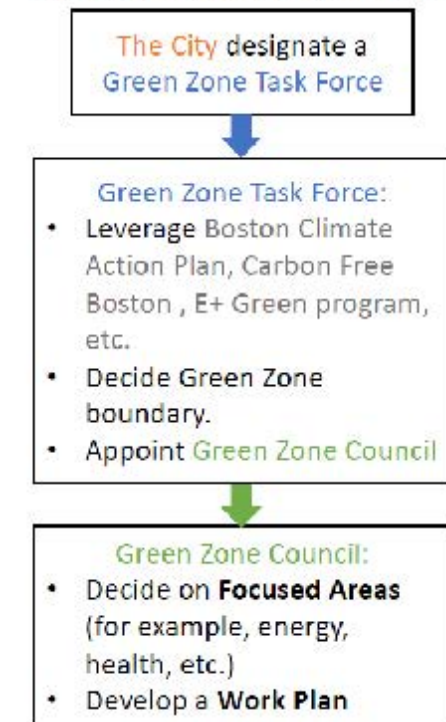 The City designate a
Green Zone Task Force
Green Zone Task Force:
• Leverage Boston Climate
Action Plan, Carbon Free
Boston , E+ Green program,
etc.
• Decide Green Zone
boundary.
• Appoint Green Zone Council
Green Zone Council:
• Decide on Focused Areas
(for example, energy,
health, etc.)
• Develop a Work Plan